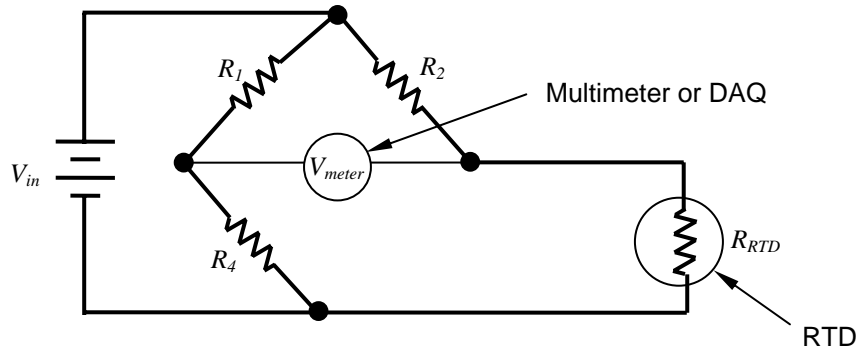 R1
R2
Multimeter or DAQ
Vin
Vmeter
R4
RRTD
RTD